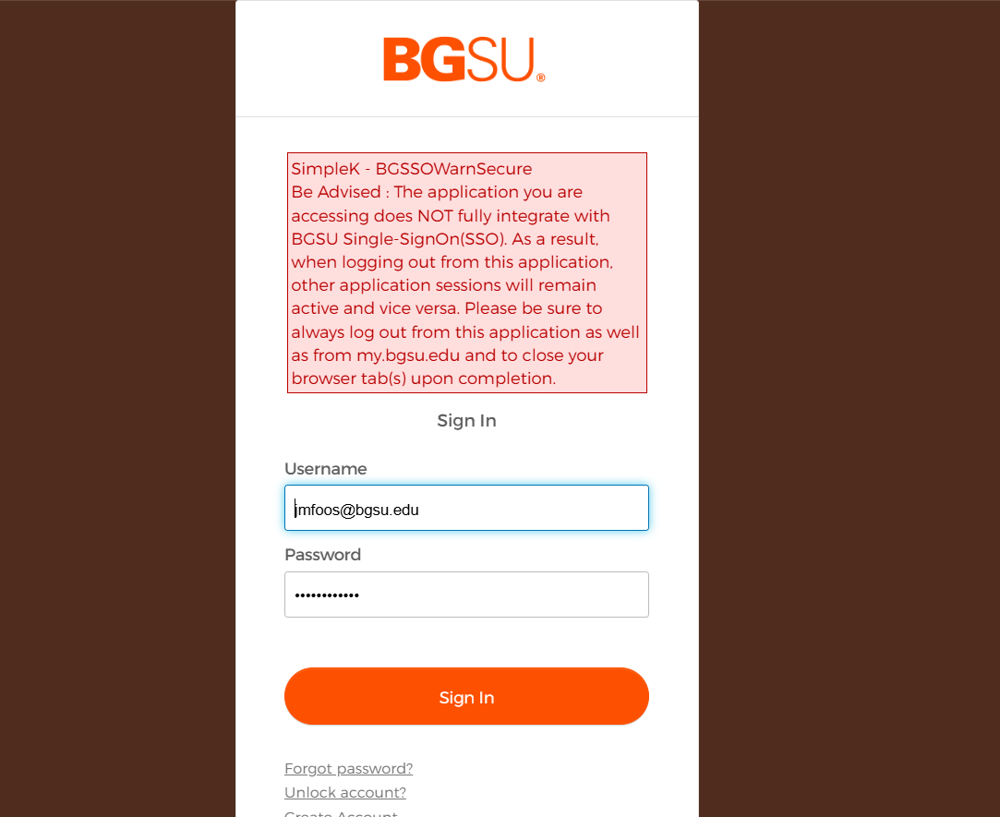 BGSU®
SimpleK - BGSSOWarnSecure
Be Advised : The application you are
accessing does NOT fully integrate with
BGSU Single-SignOn(SSO). As a result,
when logging out from this application,
other application sessions will remain
active and vice versa. Please be sure to
always log out from this application as well
as from my.bgsu.edu and to close your
browser tab(s) upon completion.
Sign In
Username
jmfoos@bgsu.edu
Password
••••••••••••
Sign In
Forgot password?
Unlock account?
Create Account